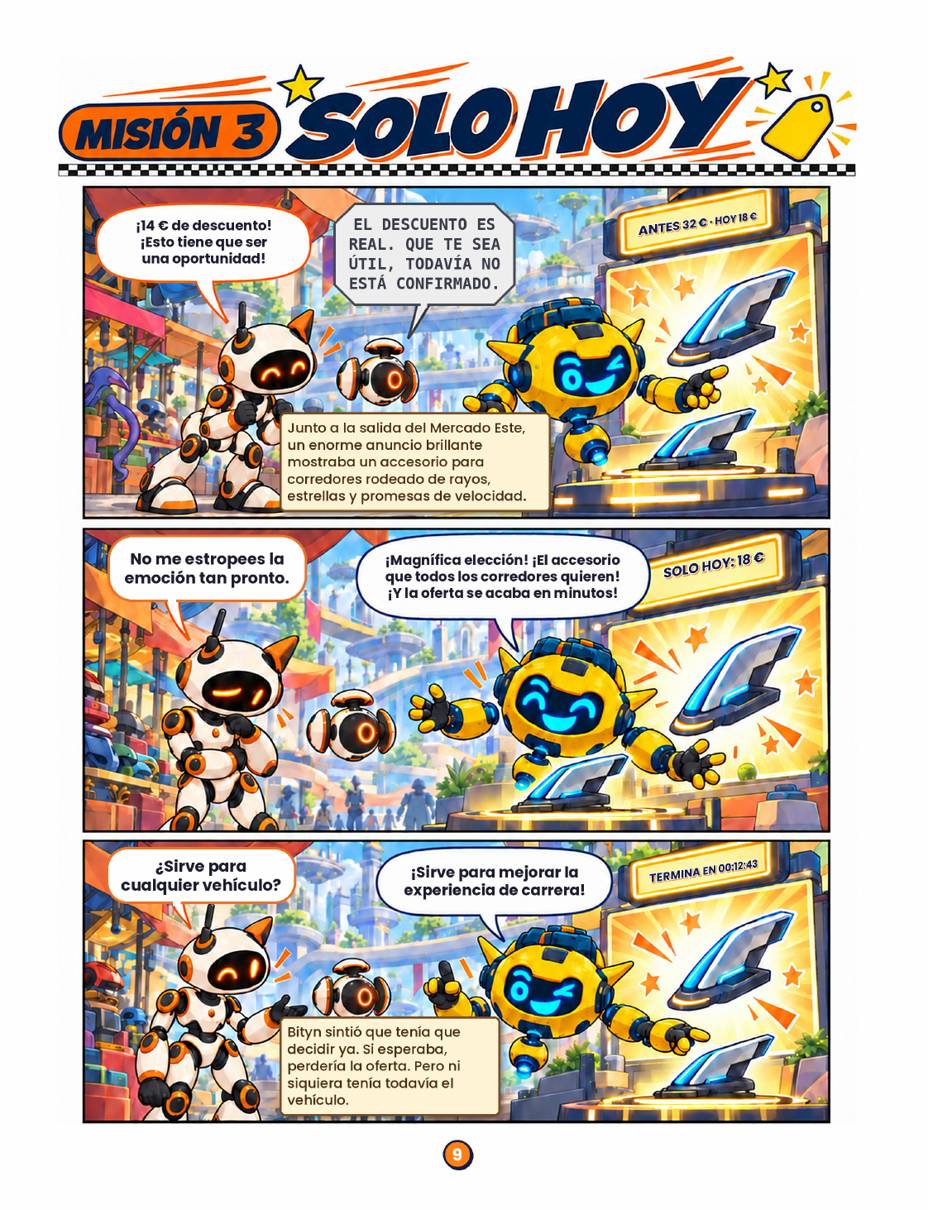 MISIÓN 3 SOLO HOY
¡14 € de descuento!
¡Esto tiene que ser
una oportunidad!
EL DESCUENTO ES
REAL. QUE TE SEA
ÚTIL, TODAVÍA NO
ESTÁ CONFIRMADO.
ANTES 32 € · HOY 18 €
Junto a la salida del Mercado Este,
un enorme anuncio brillante
mostraba un accesorio para
corredores rodeado de rayos,
estrellas y promesas de velocidad.
No me estropees la
emoción tan pronto.
¡Magnífica elección! ¡El accesorio
que todos los corredores quieren!
¡Y la oferta se acaba en minutos!
SOLO HOY: 18 €
¿Sirve para
cualquier vehículo?
¡Sirve para mejorar la
experiencia de carrera!
TERMINA EN 00:12:43
Bityn sintió que tenía que
decidir ya. Si esperaba,
perdería la oferta. Pero ni
siquiera tenía todavía el
vehículo.
9